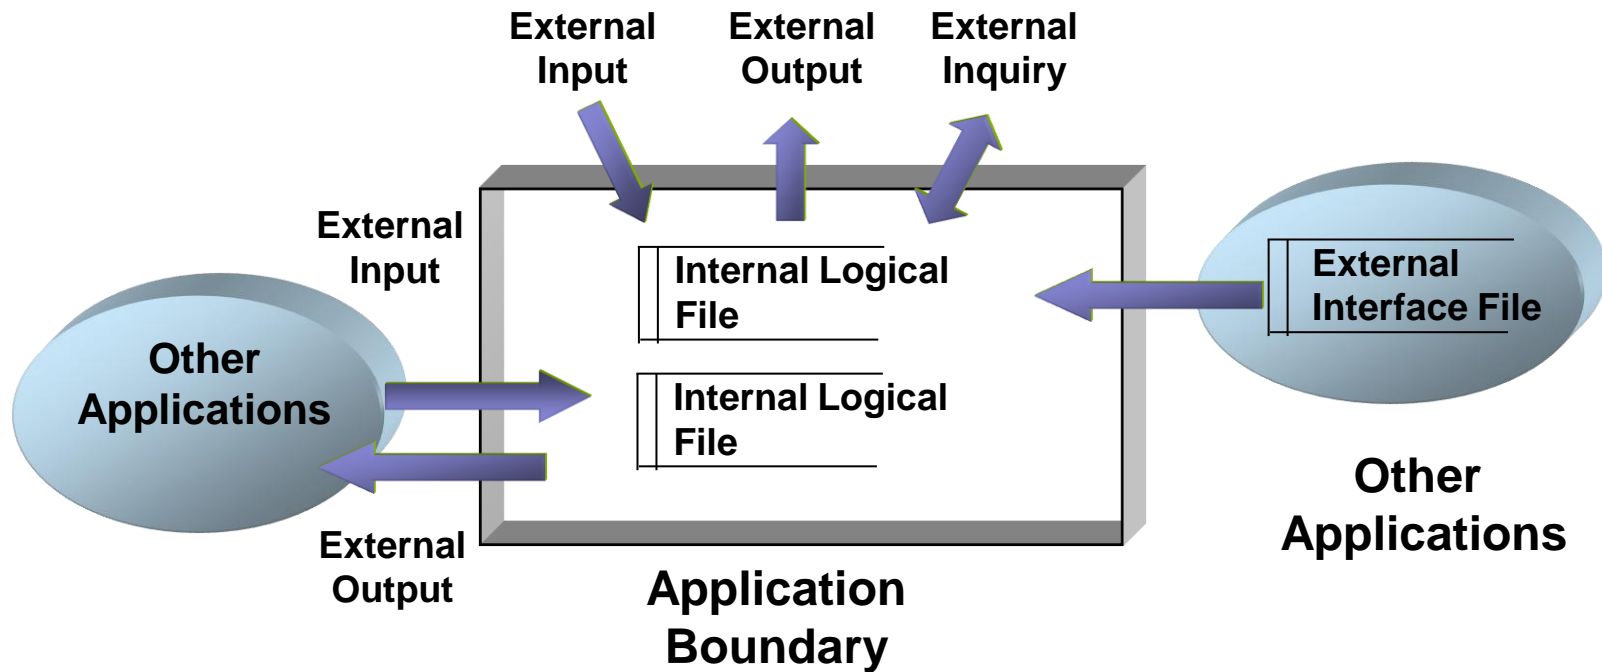 External
Input
External
Output
External
Inquiry
External
Input
Other
Applications
External
Output
Internal Logical
File
Internal Logical
File
Application
Boundary
External
Interface File
Other
Applications